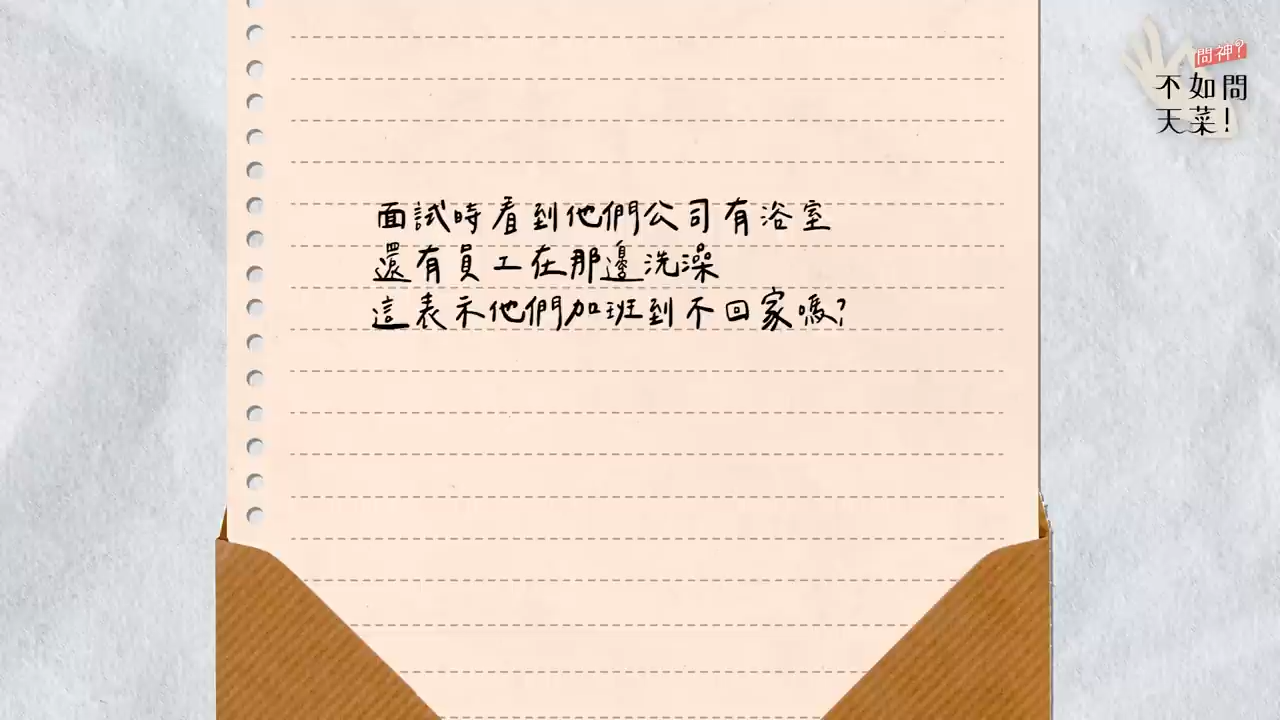 問神?
不如問
天菜!
面試時看到他們公司有浴室
還有員工在那邊洗澡
這表示他們加班到不回家嗎?